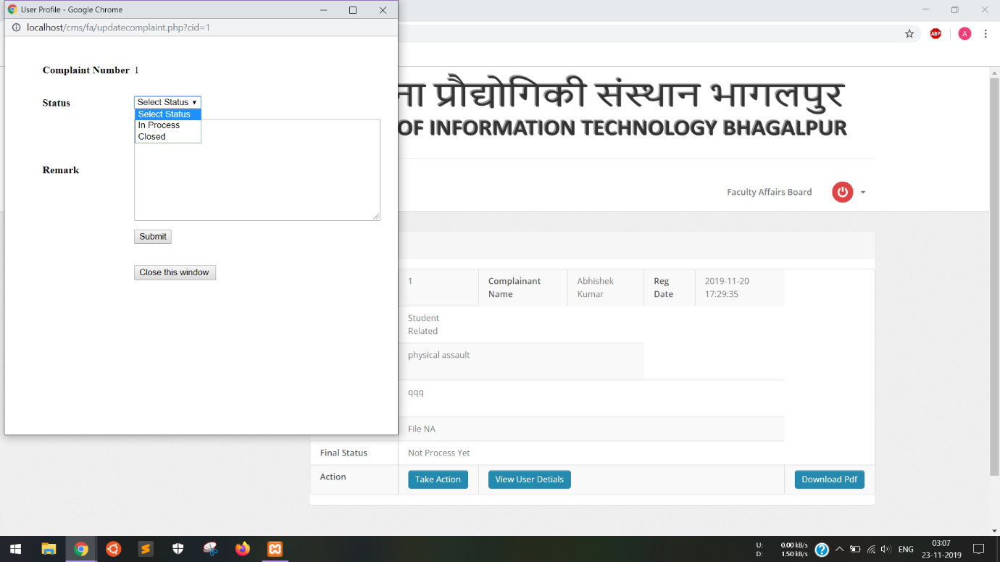 User Profile - Google Chrome
localhost/cms/fa/updatecomplaint.php?cid=1
ABP
A
Complaint Number 1
Status
Select Status
Select Status
In Process
Closed
Remark
Submit
Close this window
ना प्रौद्योगिकी संस्थान भागलपुर
OF INFORMATION TECHNOLOGY BHAGALPUR
Faculty Affairs Board
1
Complainant
Name
Abhishek
Kumar
Reg
Date
2019-11-20
17:29:35
Student
Related
physical assault
qqq
File NA
Final Status
Not Process Yet
Action
Take Action
View User Detials
Download Pdf
U: 0.00 kB/s
D: 1.50 kB/s
ENG
03:07
23-11-2019